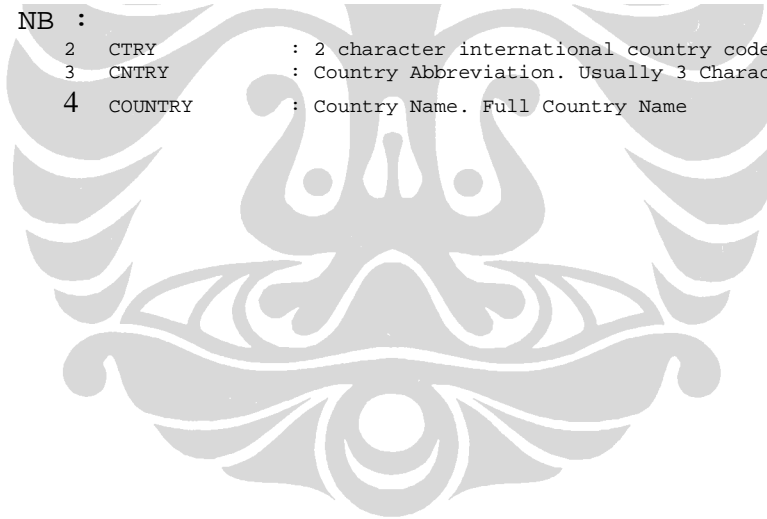 NB :
2 CTRY : 2 character international country code
3 CNTRY : Country Abbreviation. Usually 3
4 COUNTRY : Country Name. Full Country Name